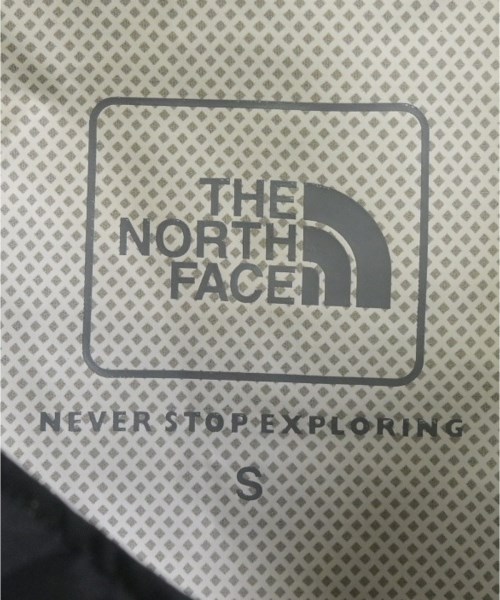 THE
NORTH
FACE
NEVER STOP EXPLORING
S